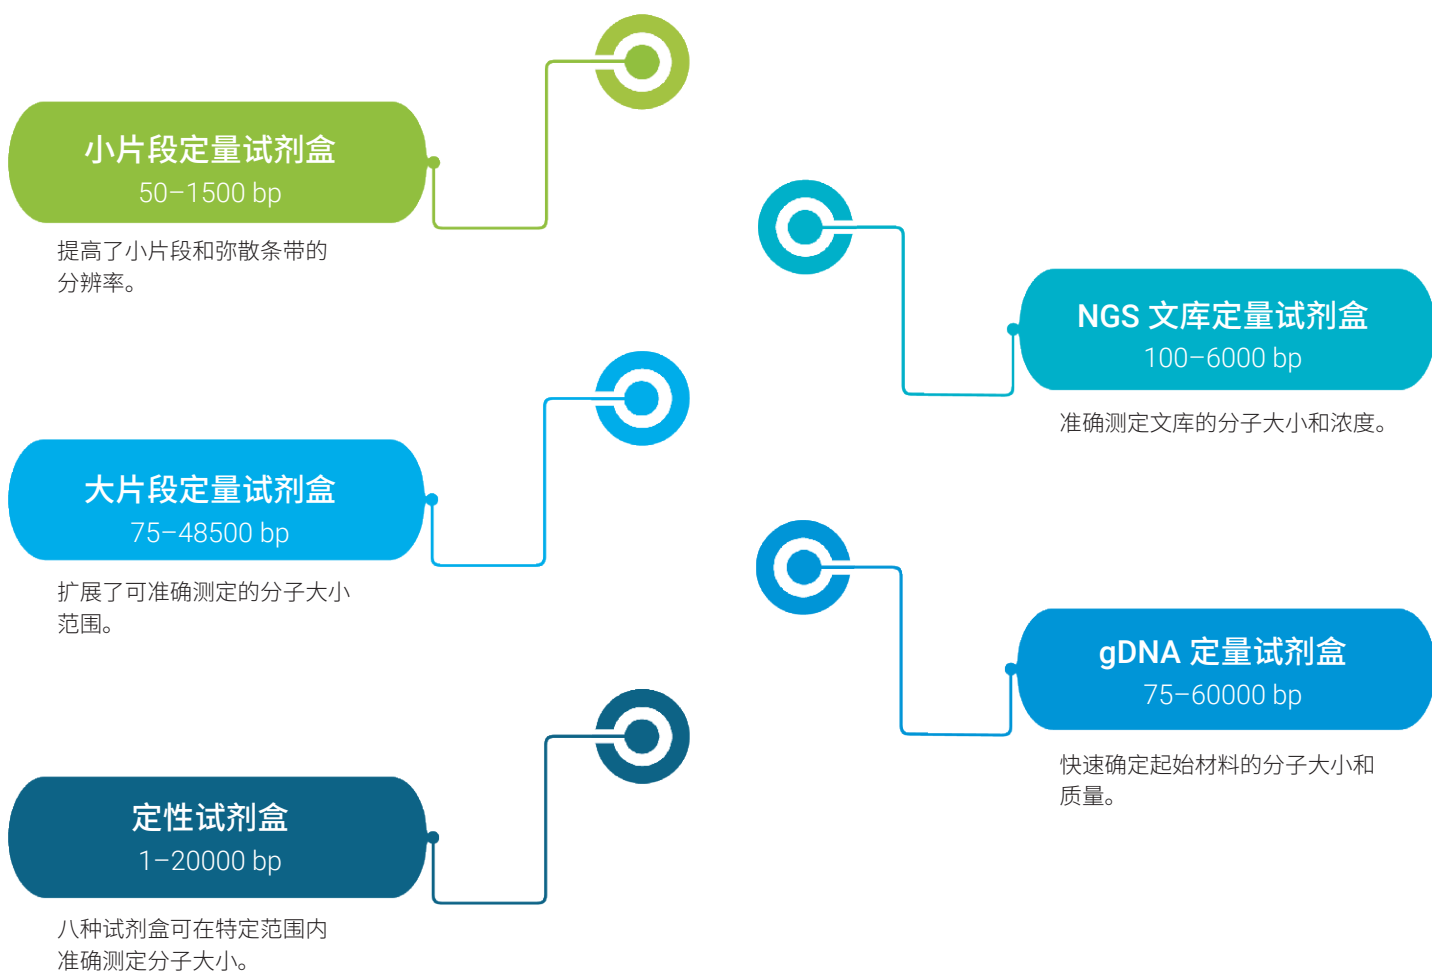 小片段定量试剂盒
50–1500 bp
提高了小片段和弥散条带的
分辨率。
NGS 文库定量试剂盒
100–6000 bp
准确测定文库的分子大小和浓度。
大片段定量试剂盒
75–48500 bp
扩展了可准确测定的分子大小
范围。
gDNA 定量试剂盒
75–60000 bp
快速确定起始材料的分子大小和
质量。
定性试剂盒
1–20000 bp
八种试剂盒可在特定范围内
准确测定分子大小。